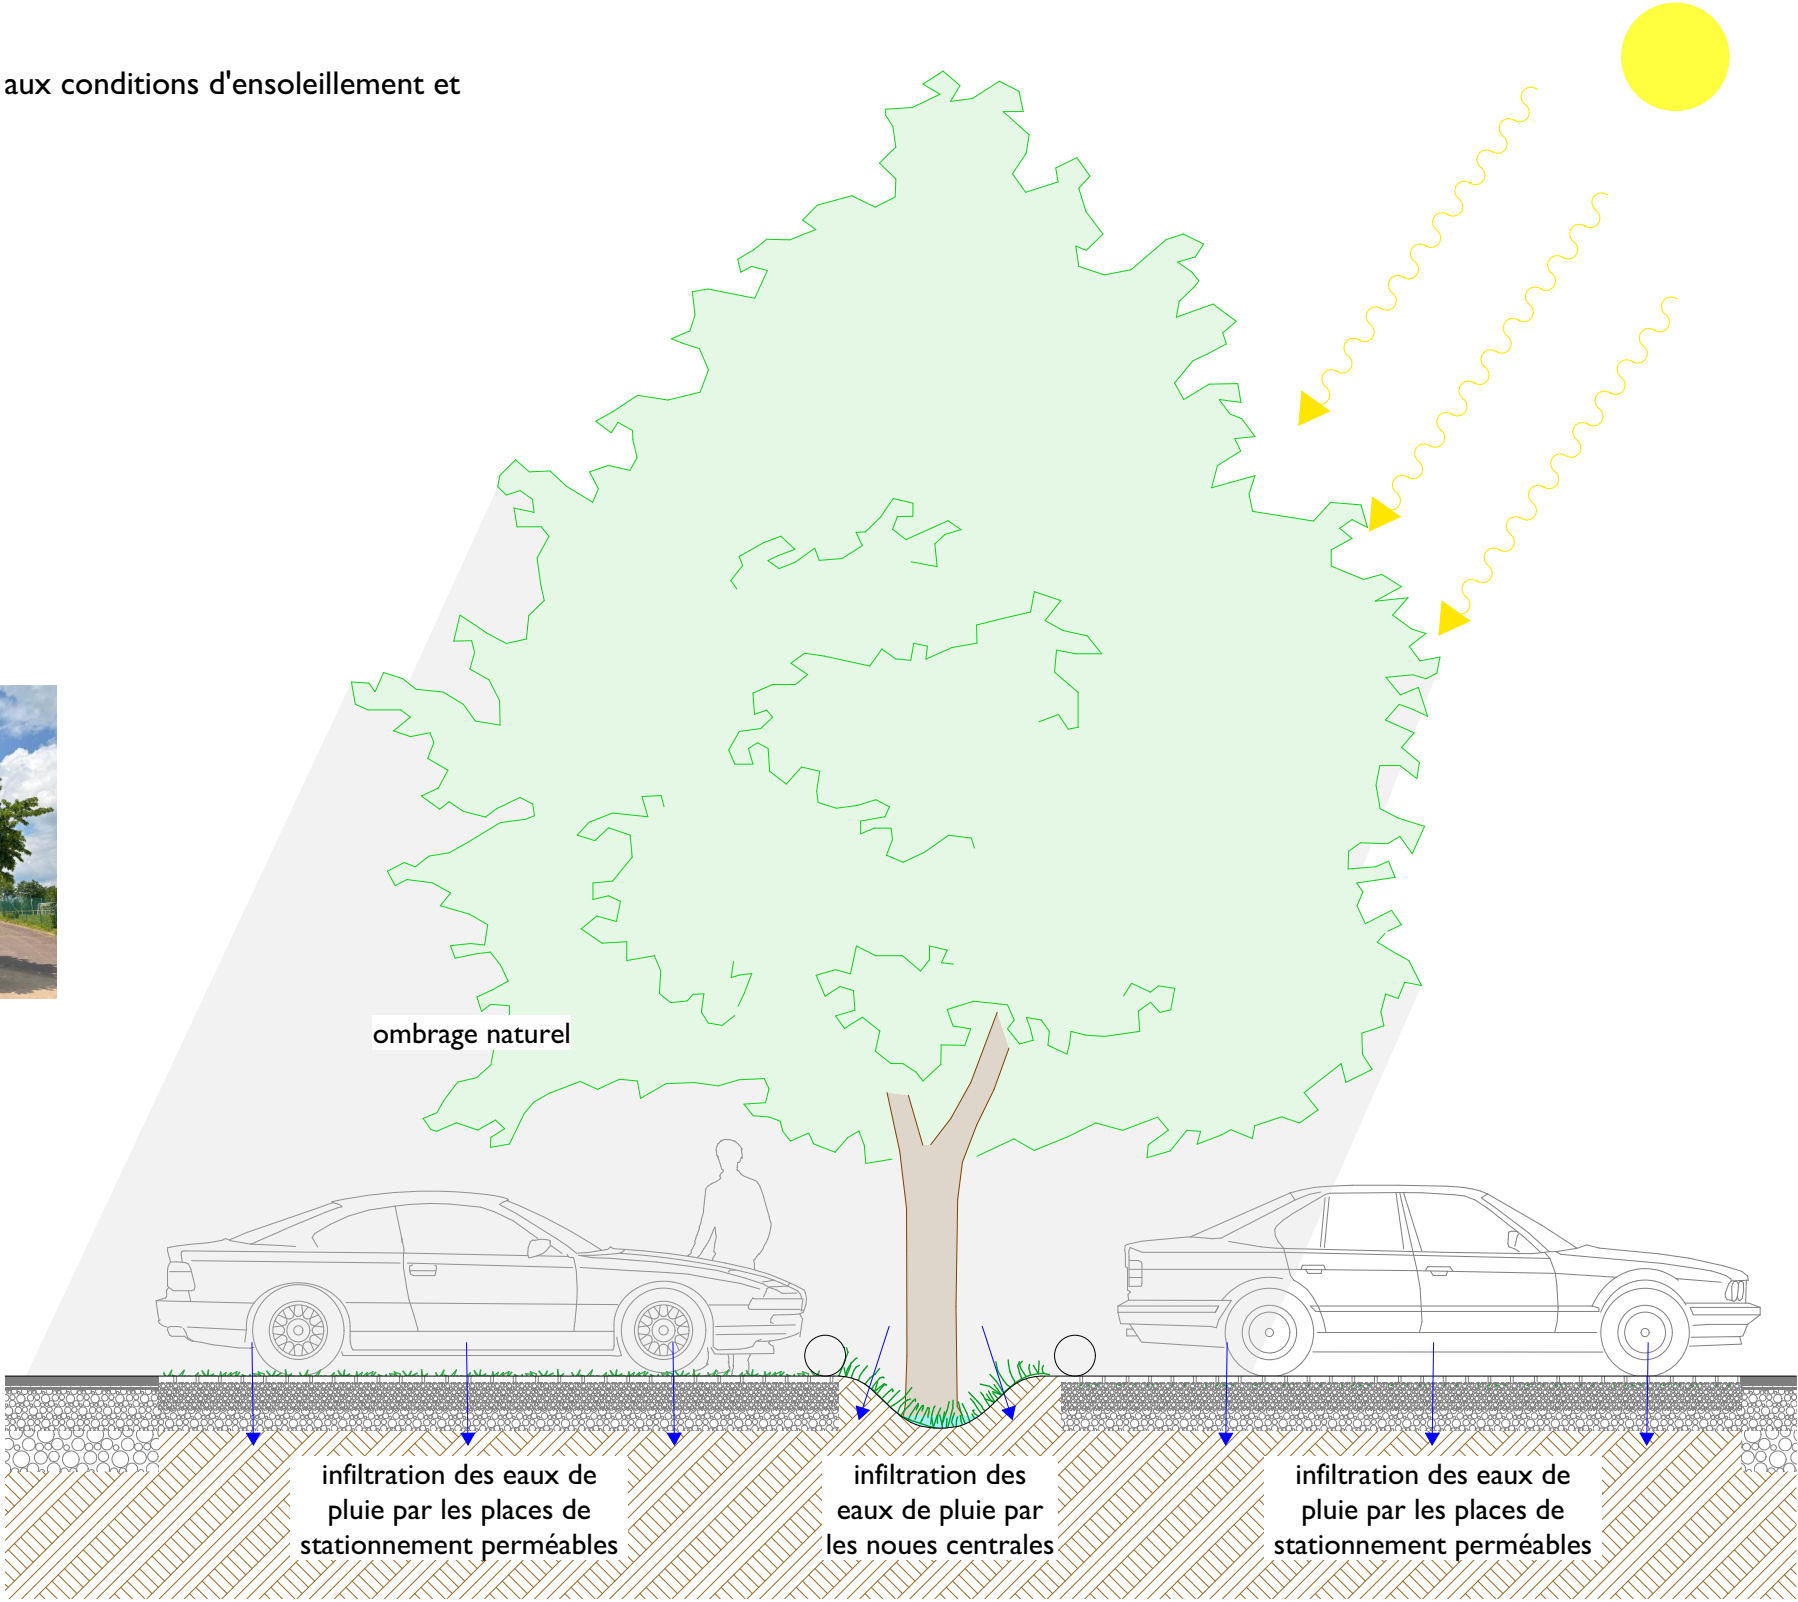 aux conditions d'ensoleillement et
ombrage naturel
infiltration des eaux de
pluie par les places de
stationnement perméables
infiltration des
eaux de pluie par
les noues centrales
infiltration des eaux de
pluie par les places de
stationnement perméables